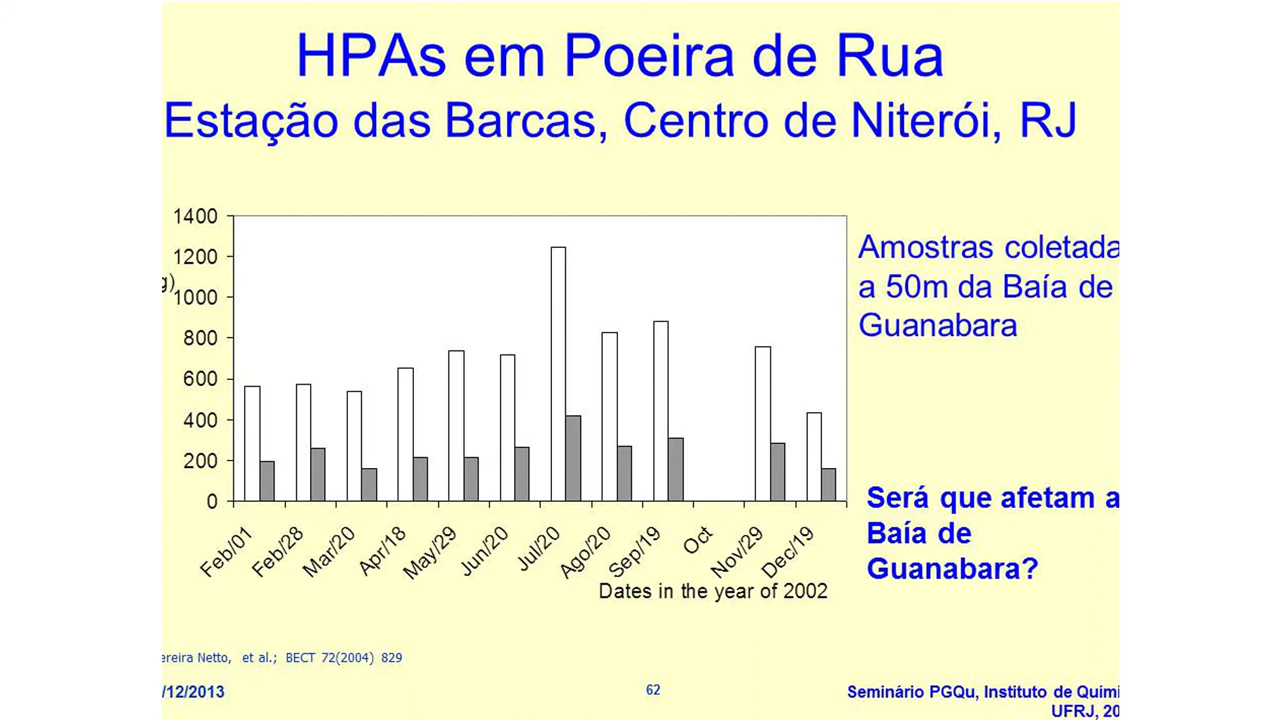 HPAs em Poeira de Rua
Estação das Barcas, Centro de Niterói, RJ
1400
1200
g)
1000
800
600
400
200
0
Feb/01
Feb/28
Mar/20
Apr/18
May/29
Jun/20
Jul/20
Ago/20
Sep/19
Oct
Nov/29
Dec/19
Dates in the year of 2002
Amostras coletada
a 50m da Baía de
Guanabara
Será que afetam a
Baía de
Guanabara?
ereira Netto, et al.; BECT 72(2004) 829
/12/2013
62
Seminário PGQu, Instituto de Quími
UFRJ, 20